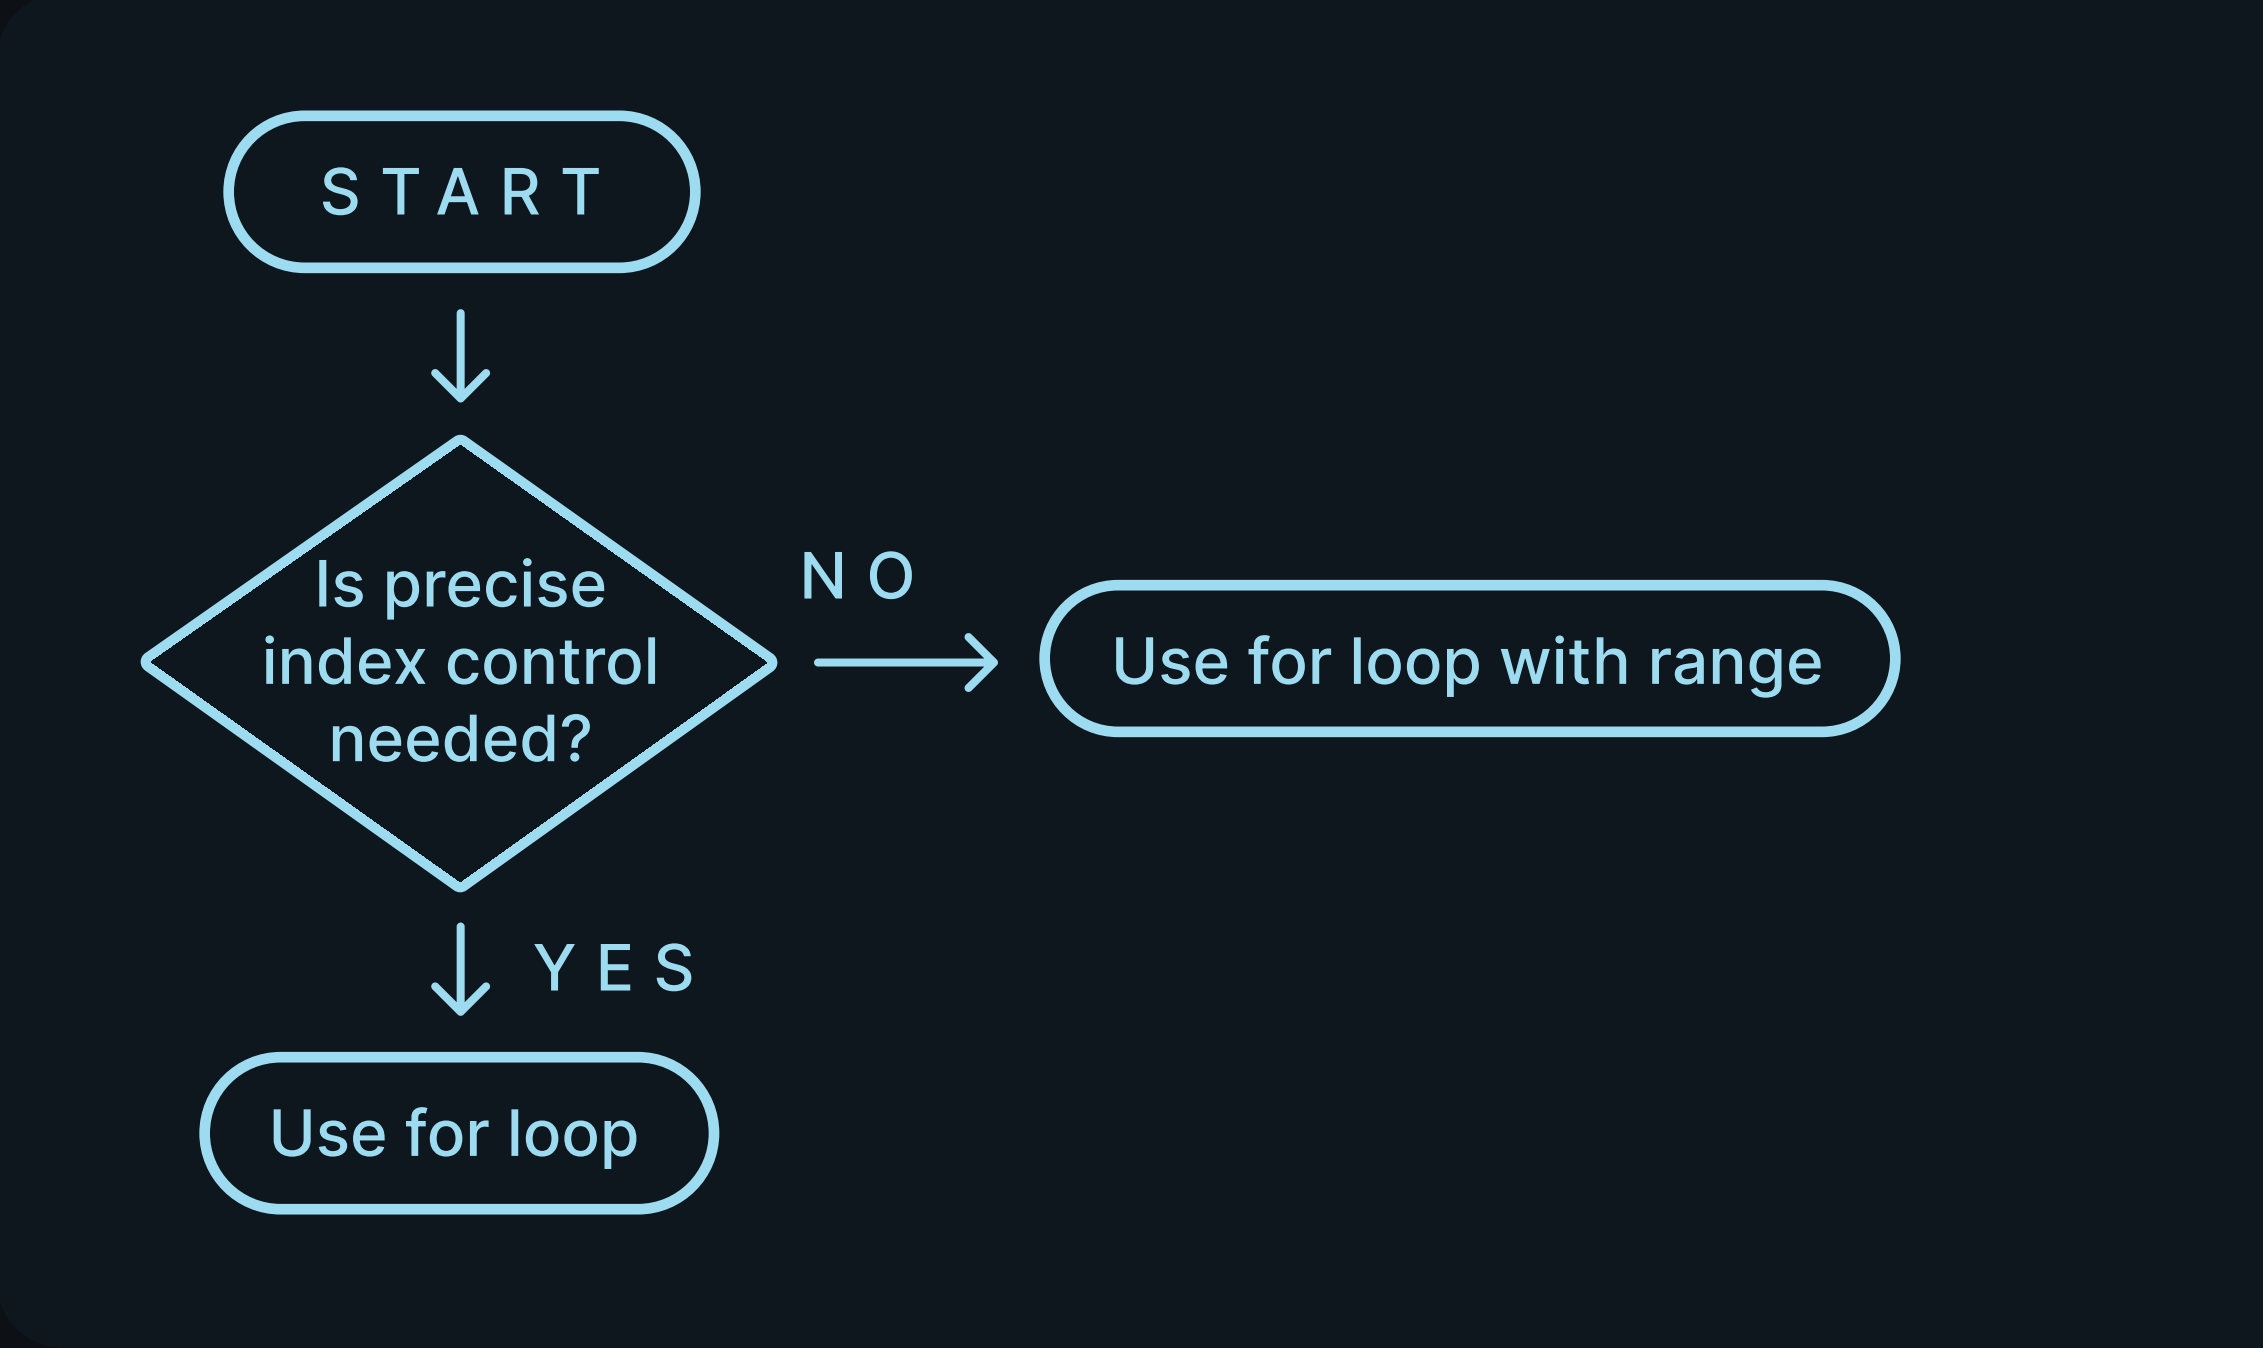 START
Is precise
index control
needed?
NO
Use for loop with range
YES
Use for loop